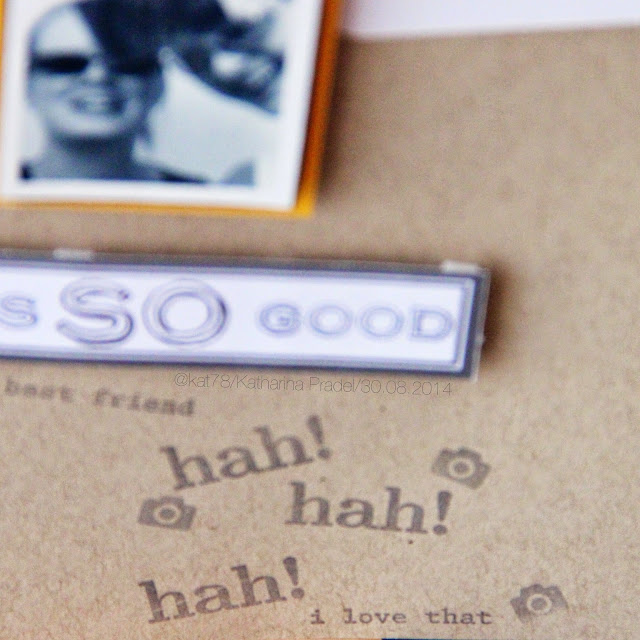 s SO GOOD
@kat78/Katharina Pradel/30.08.2014
best friend
hah!
hah!
hah!
i love that